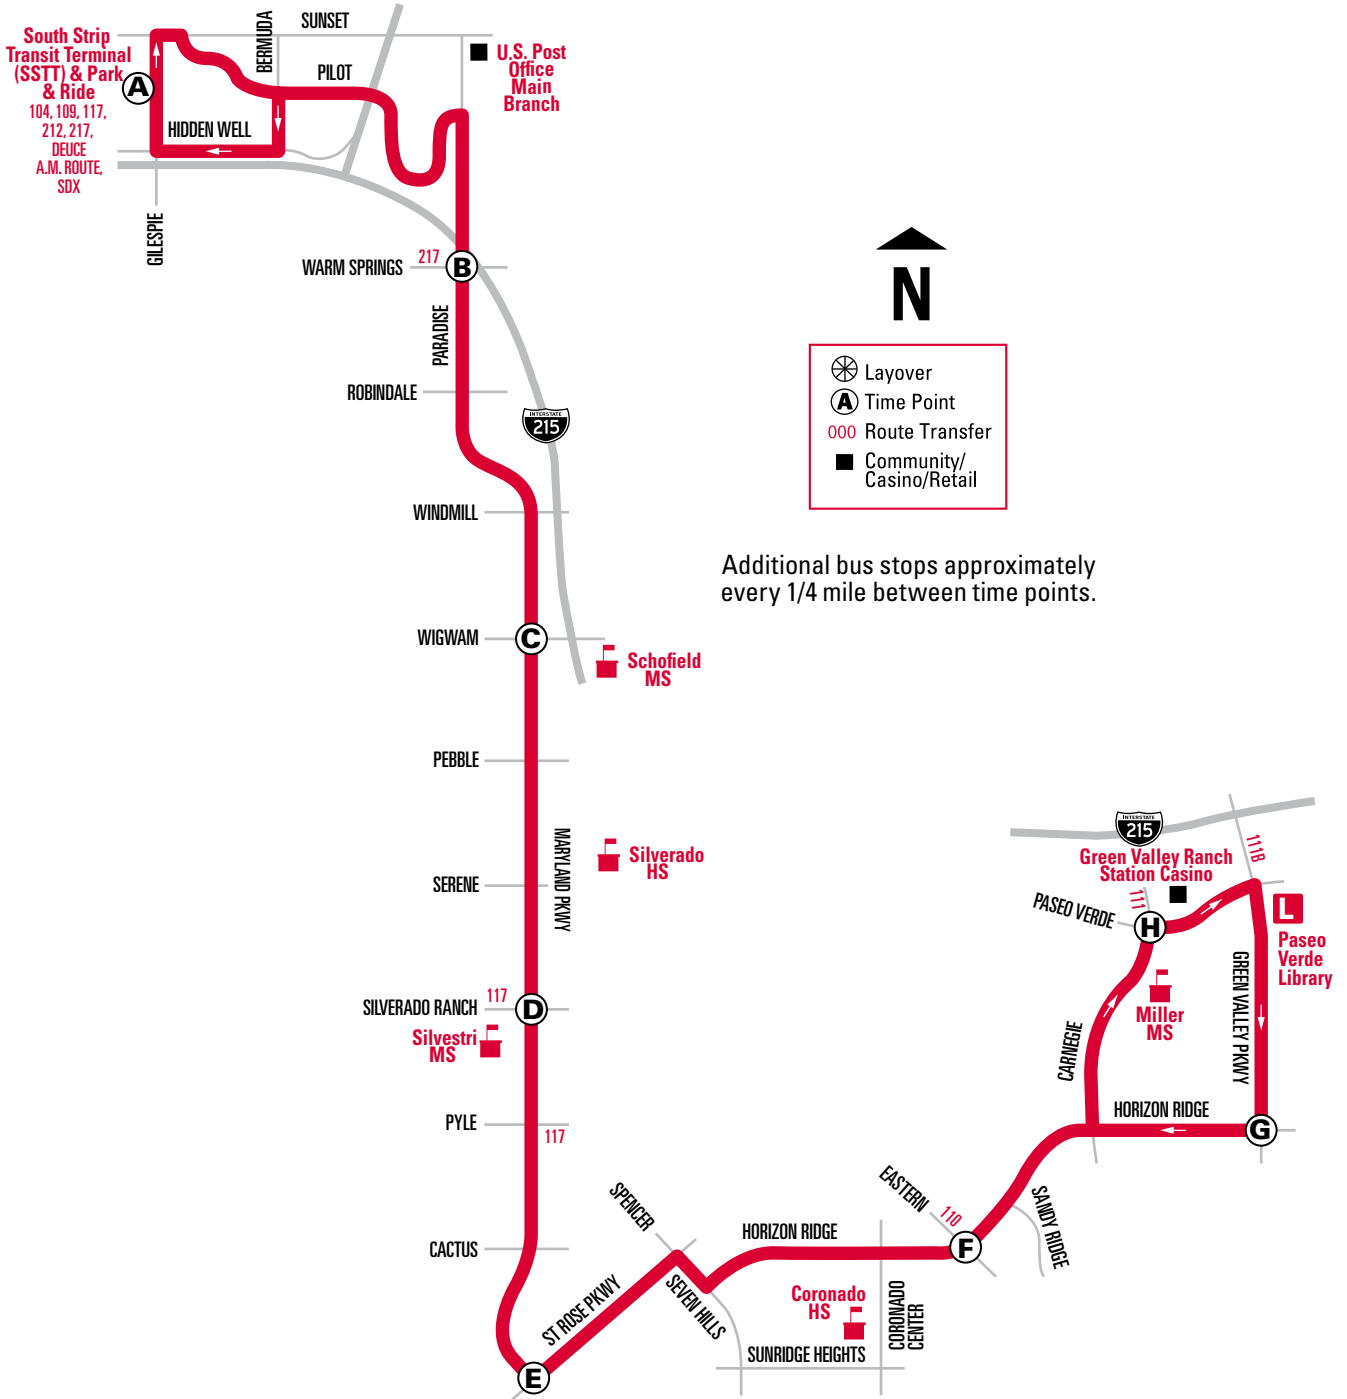 SUNSET
BERMUDA
PILOT
South Strip
Transit Terminal
(SSTT) & Park
& Ride
104, 109, 117,
212, 217,
DEUCE
A.M. ROUTE,
SDX
A
HIDDEN WELL
GILESPIE
U.S. Post
Office
Main
Branch
WARM SPRINGS
217
B
PARADISE
ROBINDALE
INTERSTATE
215
N
Layover
A Time Point
000 Route Transfer
Community/
Casino/Retail
Additional bus stops approximately
every 1/4 mile between time points.
WINDMILL
WIGWAM
C
Schofield
MS
PEBBLE
MARYLAND PKWY
Silverado
HS
SERENE
SILVERADO RANCH
117
D
Silvestri
MS
PYLE
117
CACTUS
E
ST ROSE PKWY
SPENCER
SEVEN HILLS
HORIZON RIDGE
Coronado
HS
CORONADO
CENTER
SUNRIDGE HEIGHTS
EASTERN
110
F
SANDY RIDGE
INTERSTATE
215
111B
Green Valley Ranch
Station Casino
111
PASEO VERDE
H
L
Paseo
Verde
Library
GREEN VALLEY PKWY
Miller
MS
CARNEGIE
HORIZON RIDGE
G